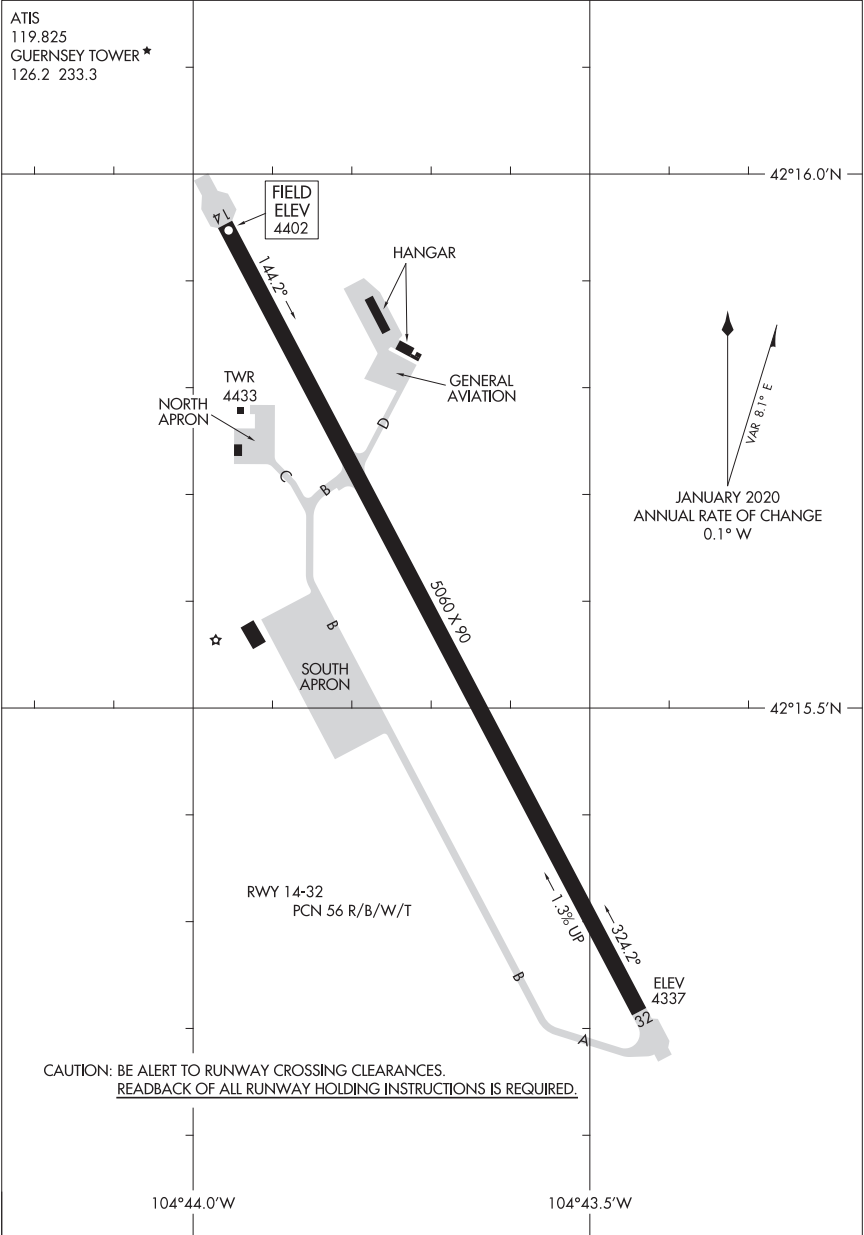 ATIS
119.825
GUERNSEY TOWER
126.2 233.3
42°16.0'N
FIELD
ELEV
4402
14
144.2°
HANGAR
TWR
4433
NORTH
APRON
GENERAL
AVIATION
D
C
B
VAR 8.1° E
JANUARY 2020
ANNUAL RATE OF CHANGE
0.1° W
5060 X 90
B
SOUTH
APRON
42°15.5'N
RWY 14-32
PCN 56 R/B/W/T
1.3% UP
324.2°
B
ELEV
4337
32
A
CAUTION: BE ALERT TO RUNWAY CROSSING CLEARANCES.
READBACK OF ALL RUNWAY HOLDING INSTRUCTIONS IS REQUIRED.
104°44.0'W
104°43.5'W